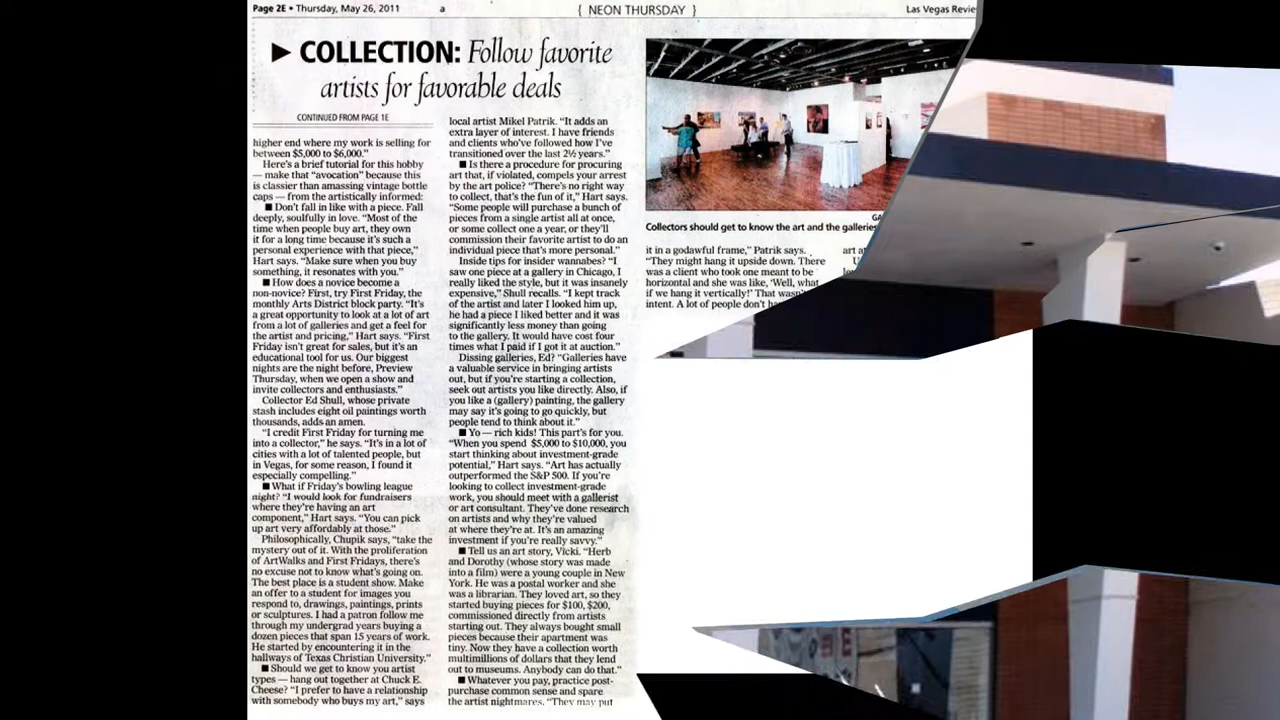 Page 2E • Thursday, May 26, 2011
a
{ NEON THURSDAY }
Las Vegas
► COLLECTION: Follow favorite
artists for favorable deals
CONTINUED FROM PAGE 1E
higher end where my work is selling for
between $5,000 to $6,000.”
Here’s a brief tutorial for this hobby
— make that “avocation” because this
is classier than amassing vintage bottle
caps — from the artistically informed:
■ Don’t fall in like with a piece. Fall
deeply, soulfully in love. “Most of the
time when people buy art, they own
it for a long time because it’s such a
personal experience with that piece,”
Hart says. “Make sure when you buy
something, it resonates with you.”
■ How does a novice become a
non-novice? First, try First Friday, the
monthly Arts District block party. “It’s
a great opportunity to look at a lot of art
from a lot of galleries and get a feel for
the artist and pricing,” Hart says. “First
Friday isn’t great for sales, but it’s an
educational tool for us. Our biggest
nights are the night before, Preview
Thursday, when we open a show and
invite collectors and enthusiasts.”
Collector Ed Shull, whose private
stash includes eight oil paintings worth
thousands, adds an amen.
“I credit First Friday for turning me
into a collector,” he says. “It’s in a lot of
cities with a lot of talented people, but
in Vegas, for some reason, I found it
especially compelling.”
■ What if Friday’s bowling league
night? “I would look for fundraisers
where they’re having an art
component,” Hart says. “You can pick
up art very affordably at those.”
Philosophically, Chupik says, “take the
mystery out of it. With the proliferation
of ArtWalks and First Fridays, there’s
no excuse not to know what’s going on.
The best place is a student show. Make
an offer to a student for images you
respond to, drawings, paintings, prints
or sculptures. I had a patron follow me
through my undergrad years buying a
dozen pieces that span 15 years of work.
He started by encountering it in the
hallways of Texas Christian University.”
■ Should we get to know you artist
types — hang out together at Chuck E.
Cheese? “I prefer to have a relationship
with somebody who buys my art,” says
local artist Mikel Patrik. “It adds an
extra layer of interest. I have friends
and clients who’ve followed how I’ve
transitioned over the last 2½ years.”
■ Is there a procedure for procuring
art that, if violated, compels your arrest
by the art police? “There’s no right way
to collect, that’s the fun of it,” Hart says.
“Some people will purchase a bunch of
pieces from a single artist all at once,
or some collect one a year, or they’ll
commission their favorite artist to do an
individual piece that’s more personal.”
Inside tips for insider wannabes? “I
saw one piece at a gallery in Chicago, I
really liked the style, but it was insanely
expensive,” Shull recalls. “I kept track
of the artist and later I looked him up,
he had a piece I liked better and it was
significantly less money than going
to the gallery. It would have cost four
times what I paid if I got it at auction.”
Dissing galleries, Ed? “Galleries have
a valuable service in bringing artists
out, but if you’re starting a collection,
seek out artists you like directly. Also, if
you like a (gallery) painting, the gallery
may say it’s going to go quickly, but
people tend to think about it.”
■ Yo — rich kids! This part’s for you.
“When you spend $5,000 to $10,000, you
start thinking about investment-grade
potential,” Hart says. “Art has actually
outperformed the S&P 500. If you’re
looking to collect investment-grade
work, you should meet with a gallerist
or art consultant. They’ve done research
on artists and why they’re valued
at where they’re at. It’s an amazing
investment if you’re really savvy.”
■ Tell us an art story, Vicki. “Herb
and Dorothy (whose story was made
into a film) were a young couple in New
York. He was a postal worker and she
was a librarian. They loved art, so they
started buying pieces for $100, $200,
commissioned directly from artists
starting out. They always bought small
pieces because their apartment was
tiny. Now they have a collection worth
multimillions of dollars that they lend
out to museums. Anybody can do that.”
■ Whatever you pay, practice post-
purchase common sense and spare
the artist nightmares. “They may put
Collectors should get to know the art and the galleries
it in a godawful frame,” Patrik says.
“They might hang it upside down. There
was a client who took one meant to be
horizontal and she was like, ‘Well, what
if we hang it vertically!’ That wasn’t
intent. A lot of people don’t
art